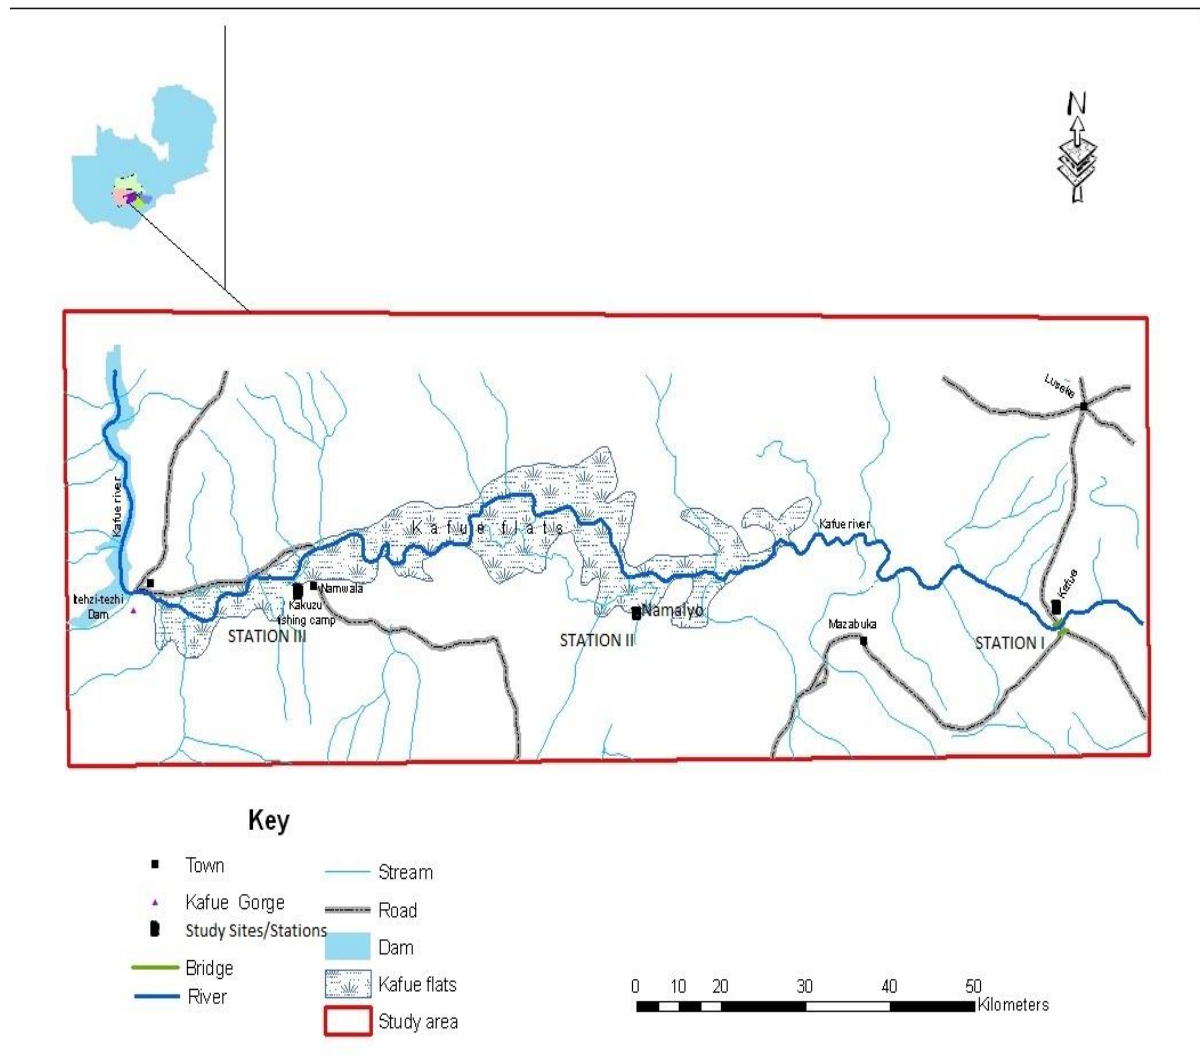 N
Lusaka
Kafue river
Kafue flats
Kafue river
Itehzi-tezhi
Dam
Namwala
Kakuzu
fishing camp
STATION III
Namalyo
STATION II
Mazabuka
Kafue
STATION I
Key
Town
Kafue Gorge
Study Sites/Stations
Bridge
River
Stream
Road
Dam
Kafue flats
Study area
0 10 20 30 40 50
Kilometers